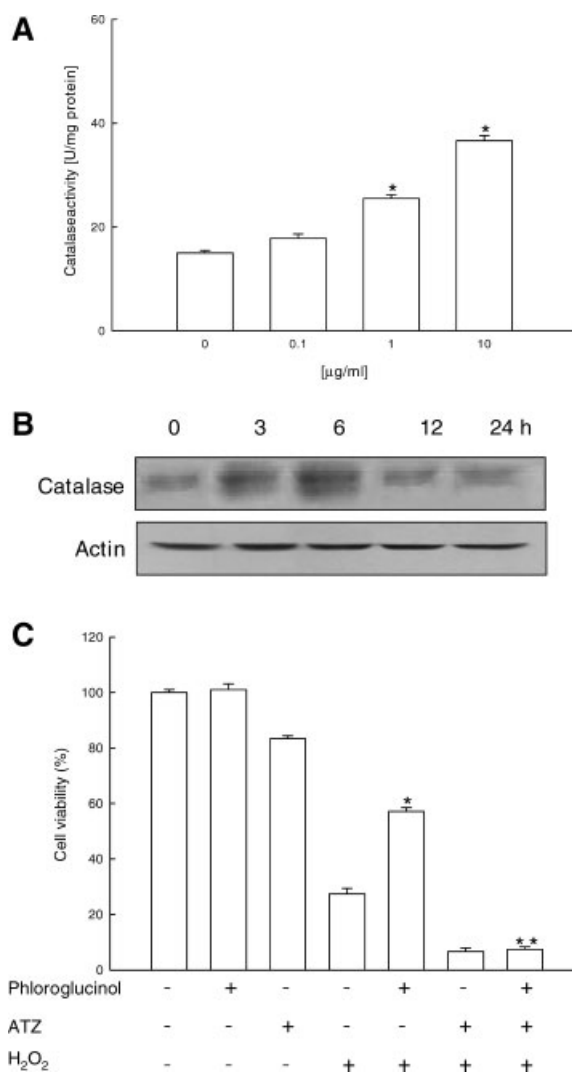 A
Catalaseactivity [U/mg protein]
60
40
20
0
*
*
0 0.1 1 10
[µg/ml]
B
0 3 6 12 24 h
Catalase
Actin
C
Cell viability (%)
120
100
80
60
40
20
0
*
**
Phloroglucinol - + - - + - +
ATZ - - + - - + +
H₂O₂ - - - + + + +